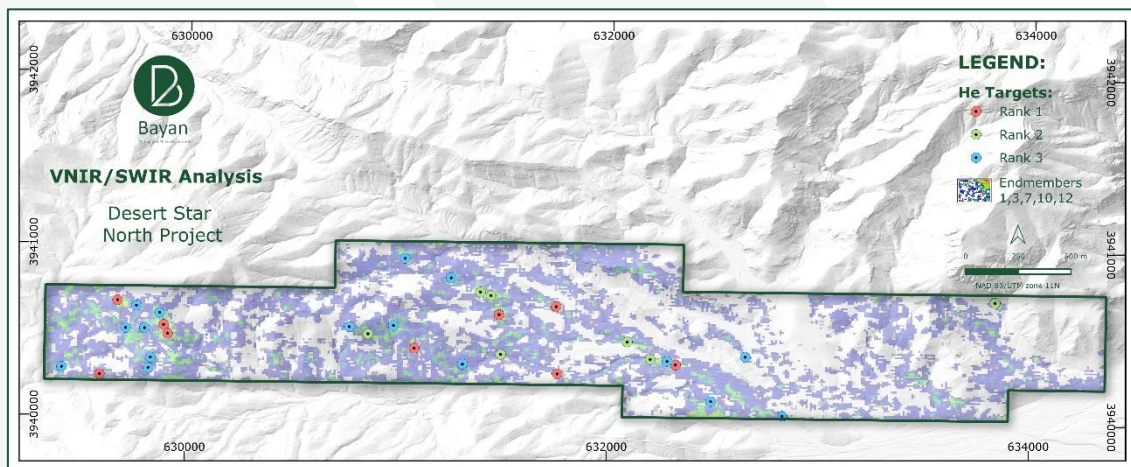 630000
632000
634000
3942000
3942000
Bayan
VNIR/SWIR Analysis
Desert Star
North Project
LEGEND:
He Targets:
Rank 1
Rank 2
Rank 3
Endmembers
1,3,7,10,12
0 250 500 m
NAD 83/UTM zone 11N
3941000
3941000
3940000
3940000
630000
632000
634000